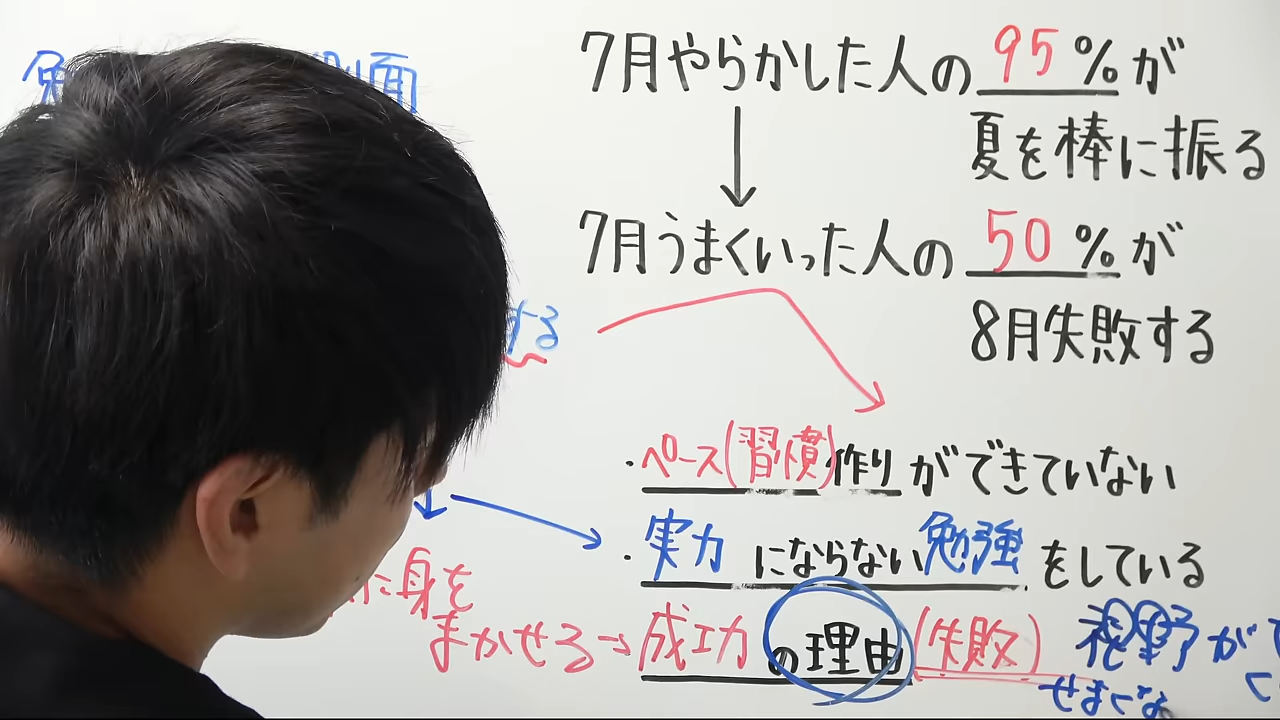 7月やらかした人の95%が
夏を棒に振る
7月うまくいった人の50%が
8月失敗する
する
・ペース(習慣)作りができていない
・実力にならない勉強をしている
に身を
まかせる→成功の理由(失敗)
視野が
せまくな